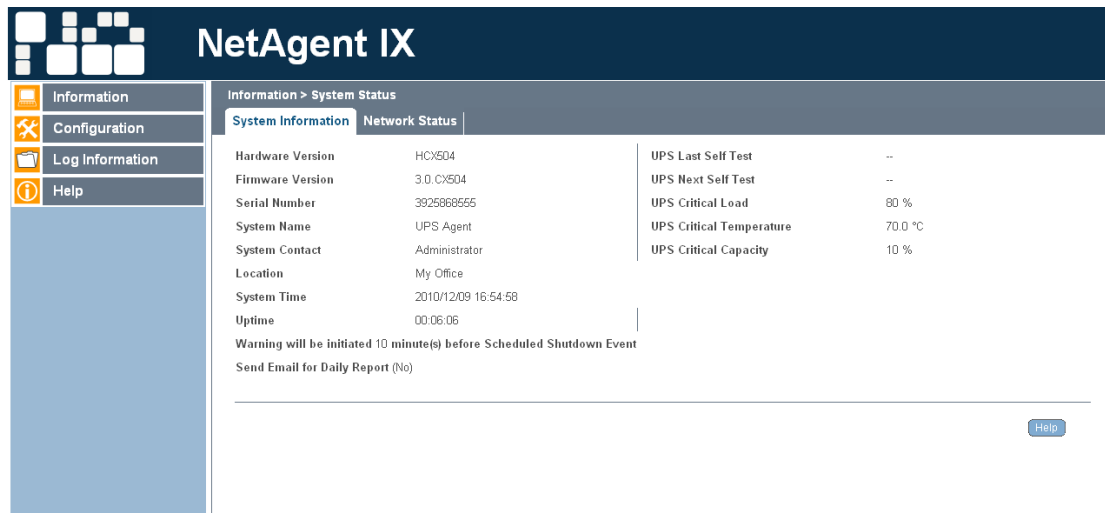 NetAgent IX
Information
Configuration
Log Information
Help
Information > System Status
System Information Network Status
Hardware Version HCX504
Firmware Version 3.0.CX504
Serial Number 3925868555
System Name UPS Agent
System Contact Administrator
Location My Office
System Time 2010/12/09 16:54:58
Uptime 00:06:06
UPS Last Self Test --
UPS Next Self Test --
UPS Critical Load 80 %
UPS Critical Temperature 70.0 °C
UPS Critical Capacity 10 %
Warning will be initiated 10 minute(s) before Scheduled Shutdown Event
Send Email for Daily Report (No)
Help